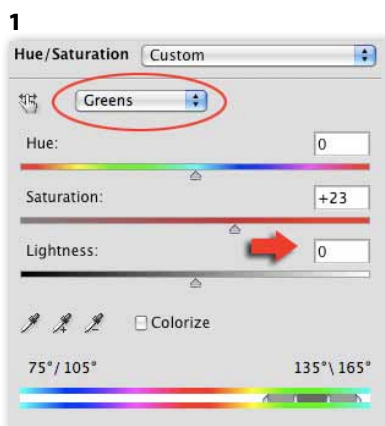 1
Hue/Saturation Custom
Greens
Hue: 0
Saturation: +23
Lightness: 0
Colorize
75°/105° 135°\165°